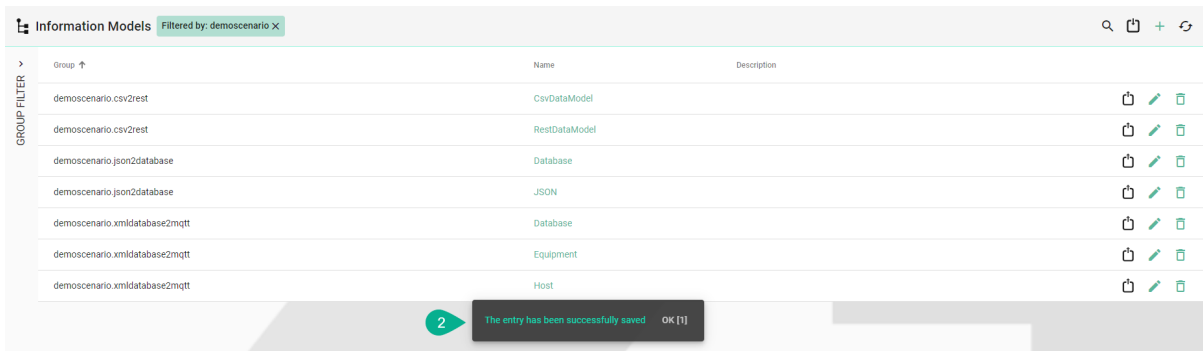 Information Models Filtered by: demoscenario ×
GROUP FILTER
Group ↑ Name Description
demoscenario.csv2rest CsvDataModel
demoscenario.csv2rest RestDataModel
demoscenario.json2database Database
demoscenario.json2database JSON
demoscenario.xmldatabase2mqtt Database
demoscenario.xmldatabase2mqtt Equipment
demoscenario.xmldatabase2mqtt Host
2 The entry has been successfully saved OK [1]